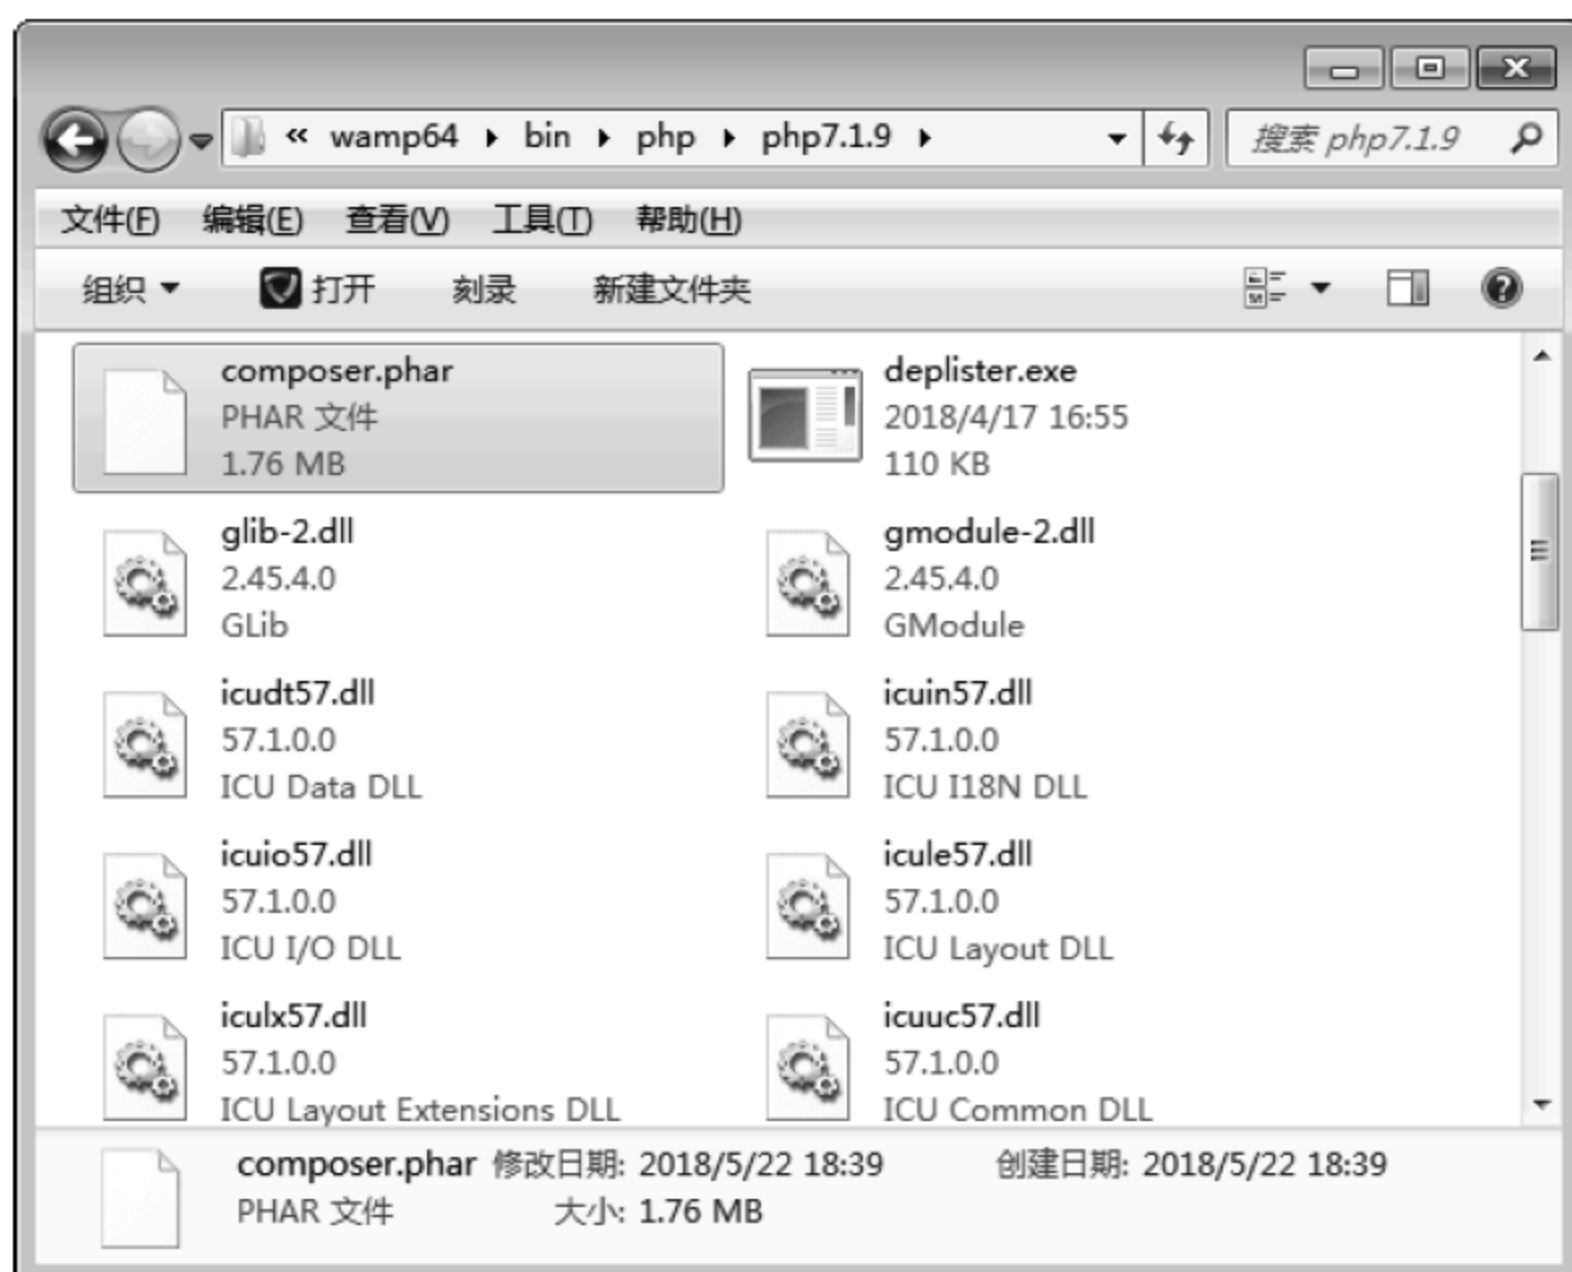 « wamp64 ▸ bin ▸ php ▸ php7.1.9 ▸ 搜索 php7.1.9
文件(F) 编辑(E) 查看(V) 工具(T) 帮助(H)
组织 打开 刻录 新建文件夹
composer.phar
PHAR 文件
1.76 MB
deplister.exe
2018/4/17 16:55
110 KB
glib-2.dll
2.45.4.0
GLib
gmodule-2.dll
2.45.4.0
GModule
icudt57.dll
57.1.0.0
ICU Data DLL
icuin57.dll
57.1.0.0
ICU I18N DLL
icuio57.dll
57.1.0.0
ICU I/O DLL
icule57.dll
57.1.0.0
ICU Layout DLL
iculx57.dll
57.1.0.0
ICU Layout Extensions DLL
icuuc57.dll
57.1.0.0
ICU Common DLL
composer.phar 修改日期: 2018/5/22 18:39 创建日期: 2018/5/22 18:39
PHAR 文件 大小: 1.76 MB